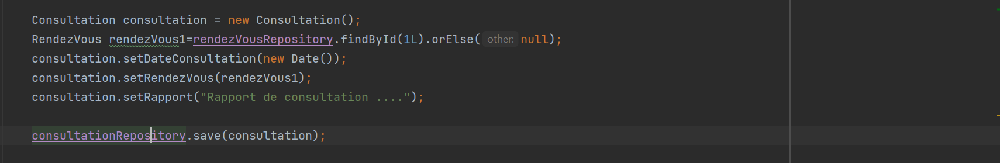 Consultation consultation = new Consultation();
RendezVous rendezVous1=rendezVousRepository.findById(1L).orElse( other: null);
consultation.setDateConsultation(new Date());
consultation.setRendezVous(rendezVous1);
consultation.setRapport("Rapport de consultation ....");
consultationRepository.save(consultation);